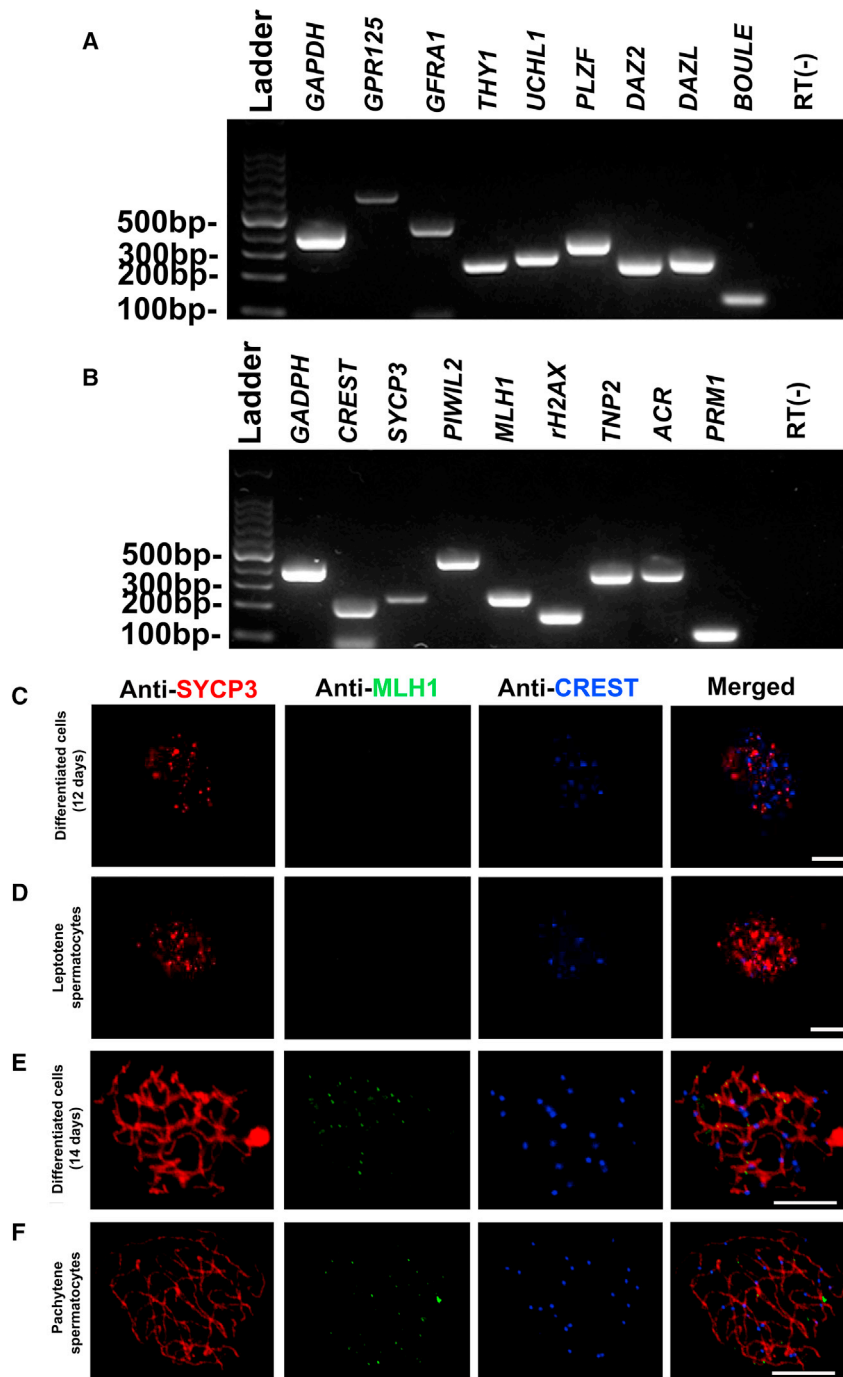 A
Ladder GAPDH GPR125 GFRA1 THY1 UCHL1 PLZF DAZ2 DAZL BOULE RT(-)
500bp-
300bp-
200bp-
100bp-
B
Ladder GADPH CREST SYCP3 PIWIL2 MLH1 rH2AX TNP2 ACR PRM1 RT(-)
500bp-
300bp-
200bp-
100bp-
C
Anti-SYCP3 Anti-MLH1 Anti-CREST Merged
Differentiated cells
(12 days)
D
Leptotene
spermatocytes
E
Differentiated cells
(14 days)
F
Pachytene
spermatocytes